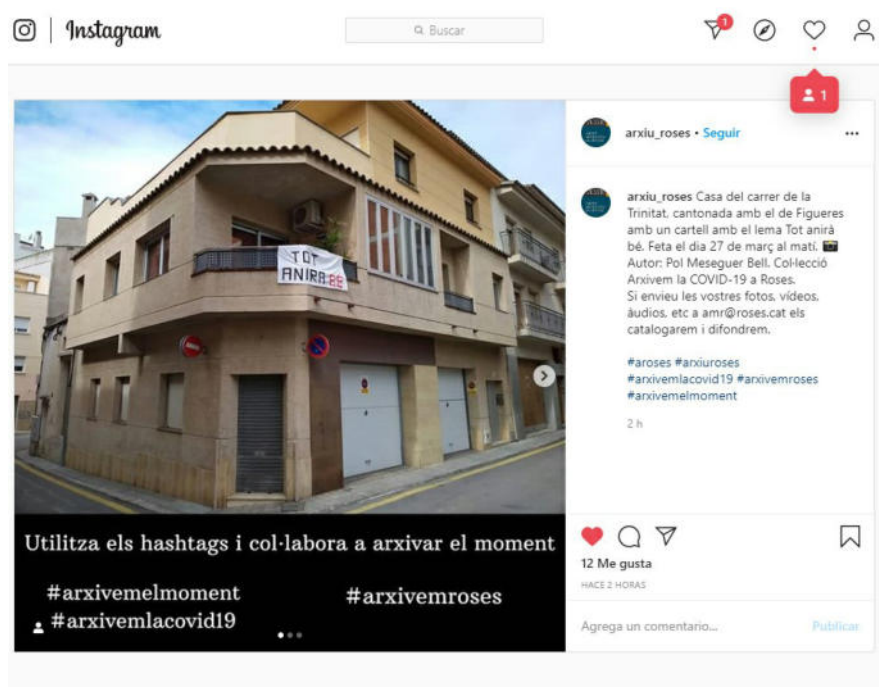 Instagram
Buscar
1
1
arxiu_roses • Seguir
arxiu_roses Casa del carrer de la
Trinitat, cantonada amb el de Figueres
amb un cartell amb el lema Tot anirà
bé. Feta el dia 27 de març al matí.
Autor: Pol Meseguer Bell. Col·lecció
Arxivem la COVID-19 a Roses.
Si envieu les vostres fotos, vídeos,
àudios, etc a amr@roses.cat els
catalogarem i difondrem.
#aroses #arxiuroses
#arxivemlacovid19 #arxivemroses
#arxivemelmoment
2 h
TOT
ANIRA BE
Utilitza els hashtags i col·labora a arxivar el moment
#arxivemelmoment
#arxivemroses
#arxivemlacovid19
12 Me gusta
HACE 2 HORAS
Agrega un comentario...
Publicar